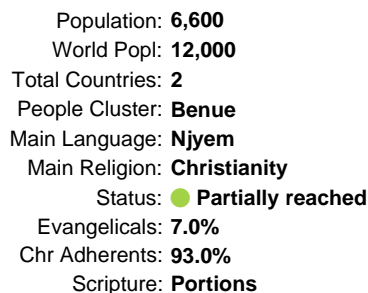 Population: 6,600
World Popl: 12,000
Total Countries: 2
People Cluster: Benue
Main Language: Njyem
Main Religion: Christianity
Status: Partially reached
Evangelicals: 7.0%
Chr Adherents: 93.0%
Scripture: Portions